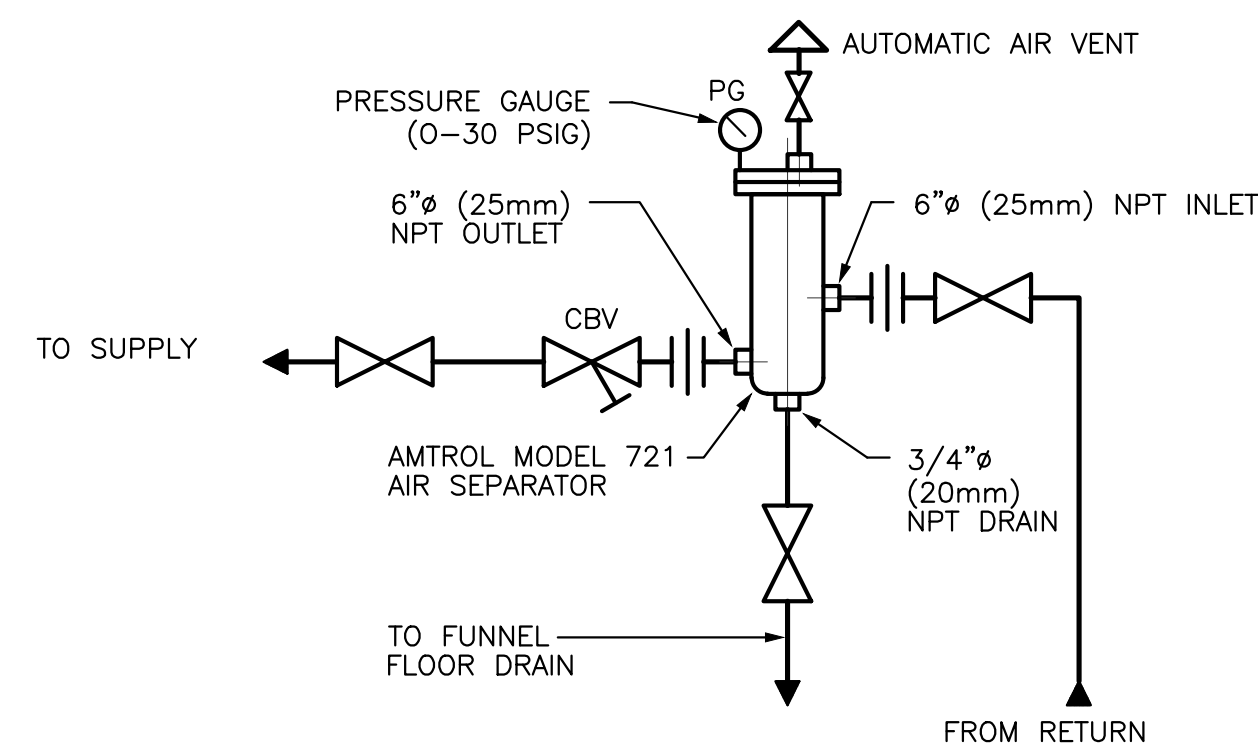 AUTOMATIC AIR VENT
PG
PRESSURE GAUGE
(0-30 PSIG)
6"ø (25mm)
NPT OUTLET
6"ø (25mm) NPT INLET
CBV
TO SUPPLY
AMTROL MODEL 721
AIR SEPARATOR
3/4"ø
(20mm)
NPT DRAIN
TO FUNNEL
FLOOR DRAIN
FROM RETURN